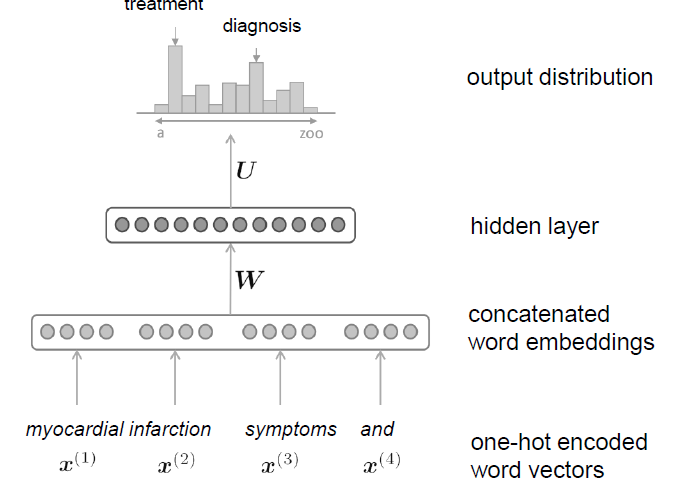 treatment
diagnosis
output distribution
a zoo
U
hidden layer
W
concatenated
word embeddings
myocardial infarction symptoms and
x(1) x(2) x(3) x(4)
one-hot encoded
word vectors